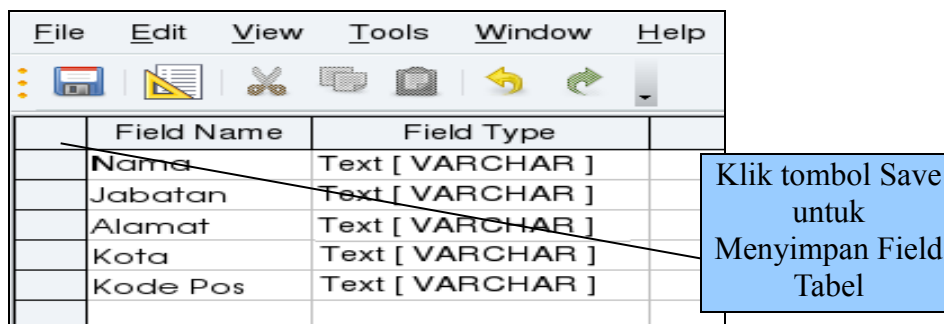 File Edit View Tools Window Help
Field Name Field Type
Nama Text [ VARCHAR ]
Jabatan Text [ VARCHAR ]
Alamat Text [ VARCHAR ]
Kota Text [ VARCHAR ]
Kode Pos Text [ VARCHAR ]
Klik tombol Save
untuk
Menyimpan Field
Tabel